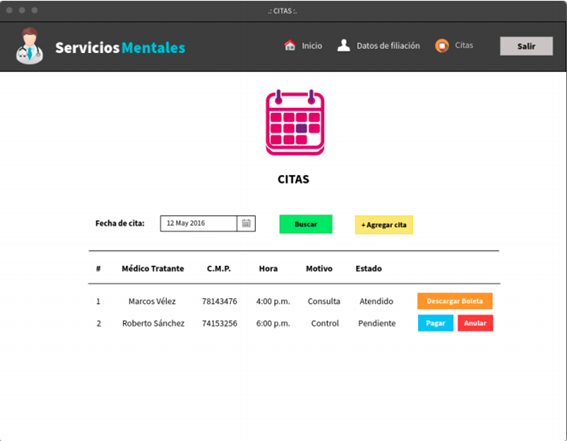 .: CITAS :.
Servicios Mentales Inicio Datos de filiación Citas Salir
CITAS
Fecha de cita: 12 May 2016 Buscar + Agregar cita
# Médico Tratante C.M.P. Hora Motivo Estado
1 Marcos Vélez 78143476 4:00 p.m. Consulta Atendido Descargar Boleta
2 Roberto Sánchez 74153256 6:00 p.m. Control Pendiente Pagar Anular